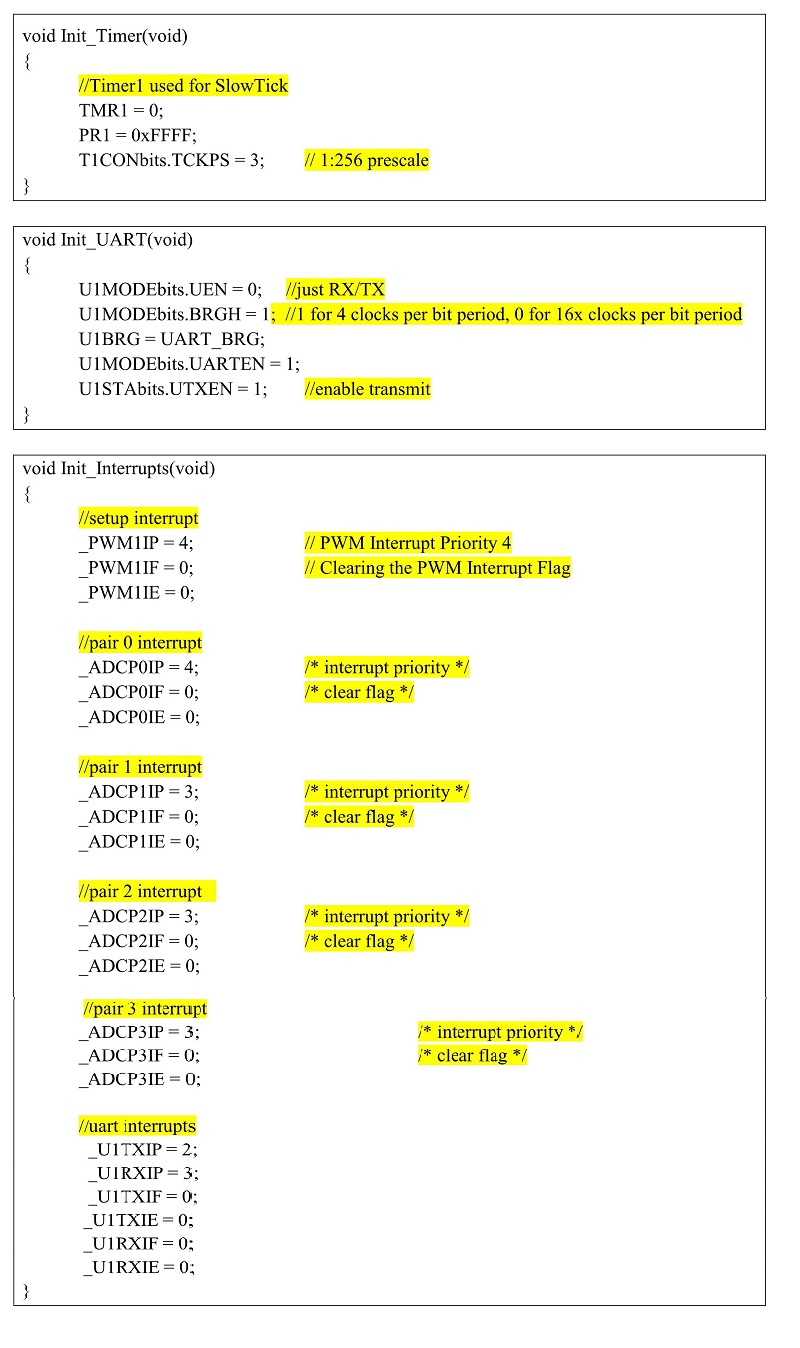 void Init_Timer(void)
{
//Timer1 used for SlowTick
TMR1 = 0;
PR1 = 0xFFFF;
T1CONbits.TCKPS = 3; // 1:256 prescale
}
void Init_UART(void)
{
U1MODEbits.UEN = 0; //just RX/TX
U1MODEbits.BRGH = 1; //1 for 4 clocks per bit period, 0 for 16x clocks per bit period
U1BRG = UART_BRG;
U1MODEbits.UARTEN = 1;
U1STAbits.UTXEN = 1; //enable transmit
}
void Init_Interrupts(void)
{
//setup interrupt
_PWM1IP = 4; // PWM Interrupt Priority 4
_PWM1IF = 0; // Clearing the PWM Interrupt Flag
_PWM1IE = 0;
//pair 0 interrupt
_ADCP0IP = 4; /* interrupt priority */
_ADCP0IF = 0; /* clear flag */
_ADCP0IE = 0;
//pair 1 interrupt
_ADCP1IP = 3; /* interrupt priority */
_ADCP1IF = 0; /* clear flag */
_ADCP1IE = 0;
//pair 2 interrupt
_ADCP2IP = 3; /* interrupt priority */
_ADCP2IF = 0; /* clear flag */
_ADCP2IE = 0;
//pair 3 interrupt
_ADCP3IP = 3; /* interrupt priority */
_ADCP3IF = 0; /* clear flag */
_ADCP3IE = 0;
//uart interrupts
_U1TXIP = 2;
_U1RXIP = 3;
_U1TXIF = 0;
_U1TXIE = 0;
_U1RXIF = 0;
_U1RXIE = 0;
}